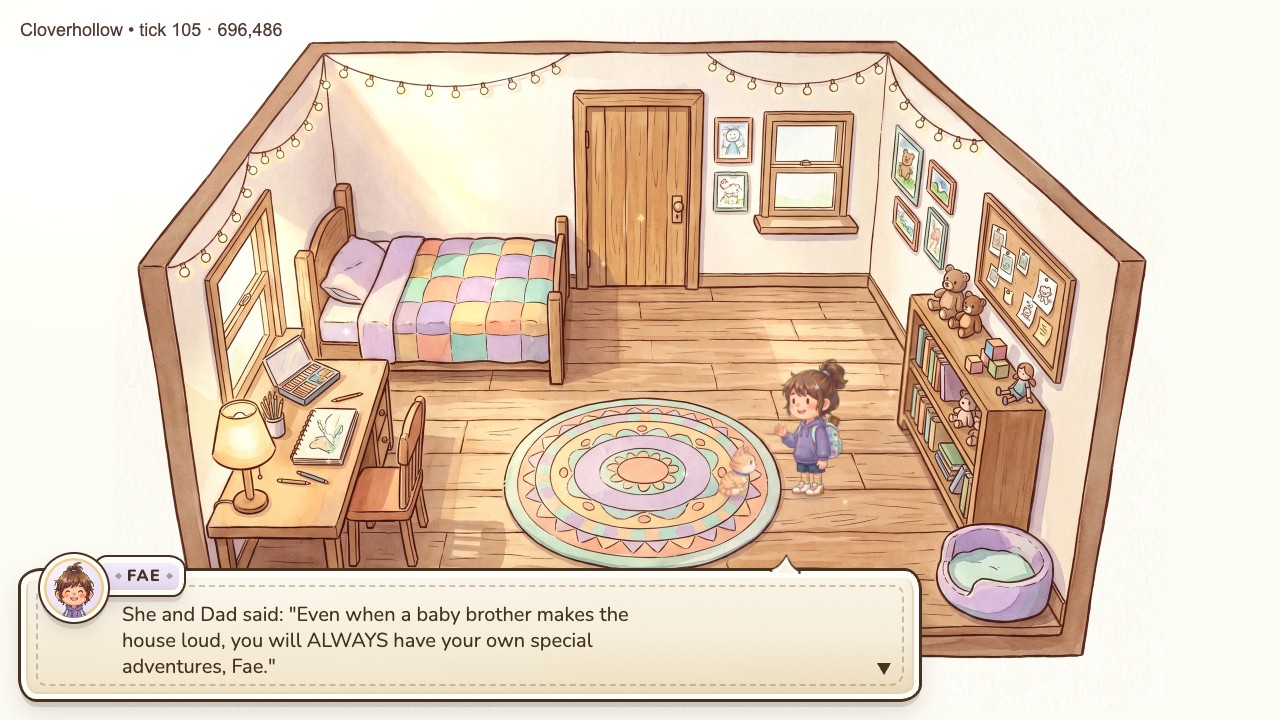 Cloverhollow • tick 105 · 696,486
FAE
She and Dad said: "Even when a baby brother makes the
house loud, you will ALWAYS have your own special
adventures, Fae."